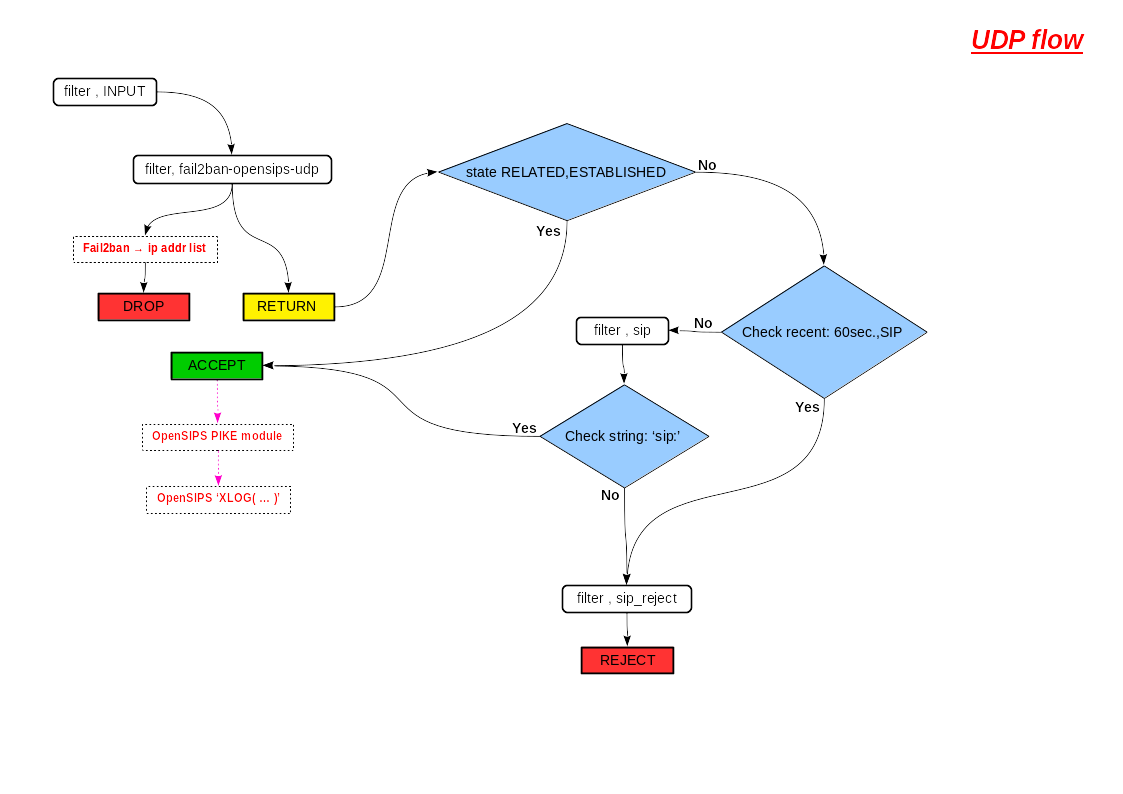 UDP flow
filter , INPUT
filter, fail2ban-opensips-udp
state RELATED,ESTABLISHED
No
Yes
Fail2ban → ip addr list
DROP
RETURN
filter , sip
No
Check recent: 60sec.,SIP
ACCEPT
Yes
Yes
Check string: ‘sip:’
OpenSIPS PIKE module
OpenSIPS ‘XLOG( ... )’
No
filter , sip_reject
REJECT